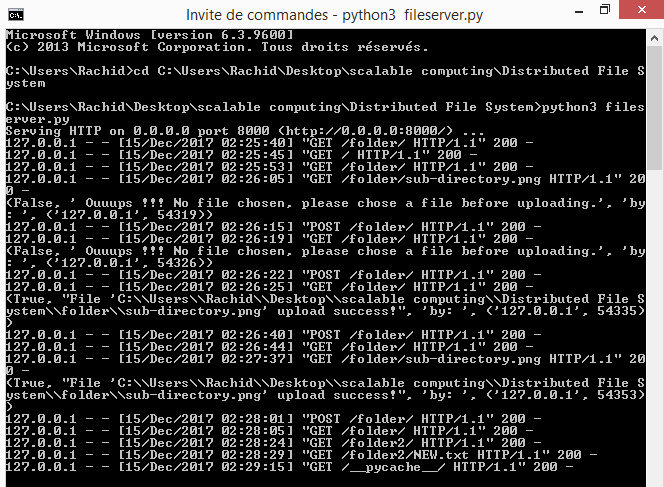 Invite de commandes - python3  fileserver.py
Microsoft Windows [version 6.3.9600]
(c) 2013 Microsoft Corporation. Tous droits réservés.
C:\Users\Rachid>cd C:\Users\Rachid\Desktop\scalable computing\Distributed File S
ystem
C:\Users\Rachid\Desktop\scalable computing\Distributed File System>python3 files
erver.py
Serving HTTP on 0.0.0.0 port 8000 (http://0.0.0.0:8000/) ...
127.0.0.1 - - [15/Dec/2017 02:25:40] "GET /folder/ HTTP/1.1" 200 -
127.0.0.1 - - [15/Dec/2017 02:25:45] "GET / HTTP/1.1" 200 -
127.0.0.1 - - [15/Dec/2017 02:25:53] "GET /folder/ HTTP/1.1" 200 -
127.0.0.1 - - [15/Dec/2017 02:26:05] "GET /folder/sub-directory.png HTTP/1.1" 20
0 -
(False, ' Ouuups !!! No file chosen, please chose a file before uploading.', 'by
: ', ('127.0.0.1', 54319))
127.0.0.1 - - [15/Dec/2017 02:26:15] "POST /folder/ HTTP/1.1" 200 -
127.0.0.1 - - [15/Dec/2017 02:26:19] "GET /folder/ HTTP/1.1" 200 -
(False, ' Ouuups !!! No file chosen, please chose a file before uploading.', 'by
: ', ('127.0.0.1', 54326))
127.0.0.1 - - [15/Dec/2017 02:26:22] "POST /folder/ HTTP/1.1" 200 -
127.0.0.1 - - [15/Dec/2017 02:26:25] "GET /folder/ HTTP/1.1" 200 -
(True, "File 'C:\\Users\\Rachid\\Desktop\\scalable computing\\Distributed File S
ystem\\folder\\sub-directory.png' upload success!", 'by: ', ('127.0.0.1', 54335)
)
127.0.0.1 - - [15/Dec/2017 02:26:40] "POST /folder/ HTTP/1.1" 200 -
127.0.0.1 - - [15/Dec/2017 02:26:44] "GET /folder/ HTTP/1.1" 200 -
127.0.0.1 - - [15/Dec/2017 02:27:37] "GET /folder/sub-directory.png HTTP/1.1" 20
0 -
(True, "File 'C:\\Users\\Rachid\\Desktop\\scalable computing\\Distributed File S
ystem\\folder\\sub-directory.png' upload success!", 'by: ', ('127.0.0.1', 54353)
)
127.0.0.1 - - [15/Dec/2017 02:28:01] "POST /folder/ HTTP/1.1" 200 -
127.0.0.1 - - [15/Dec/2017 02:28:05] "GET /folder/ HTTP/1.1" 200 -
127.0.0.1 - - [15/Dec/2017 02:28:24] "GET /folder2/ HTTP/1.1" 200 -
127.0.0.1 - - [15/Dec/2017 02:28:29] "GET /folder2/NEW.txt HTTP/1.1" 200 -
127.0.0.1 - - [15/Dec/2017 02:29:15] "GET /__pycache__/ HTTP/1.1" 200 -